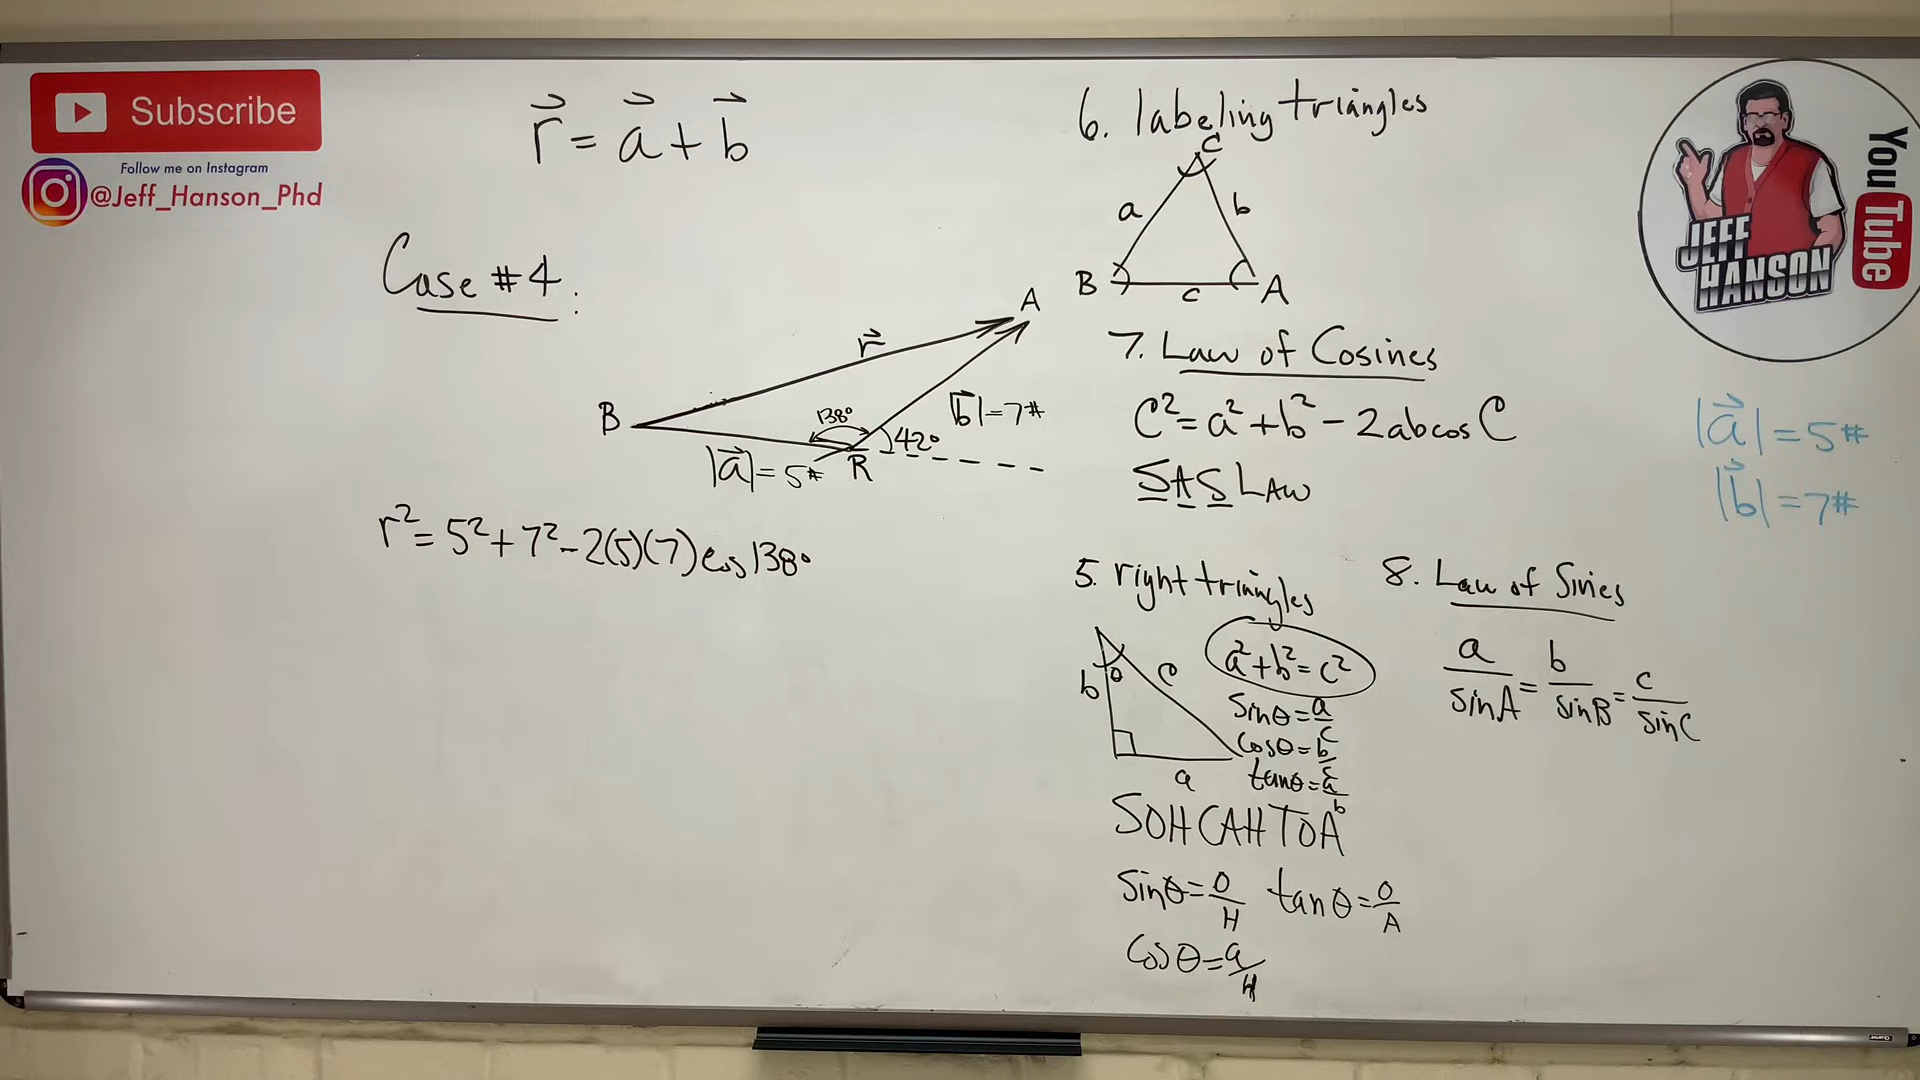 Subscribe
Follow me on Instagram
@Jeff_Hanson_Phd
r⃗ = a⃗ + b⃗
Case #4:
A
r⃗
B
138°
|b⃗| = 7#
42°
|a⃗| = 5#
R
r² = 5² + 7² - 2(5)(7) cos 138°
6. labeling triangles
C
a
b
B
c
A
7. Law of Cosines
C² = a² + b² - 2ab cos C
SAS LAW
5. right triangles
a² + b² = c²
b
θ
c
a
sinθ = a/c
cosθ = b/c
tanθ = a/b
SOH CAH TOA
sinθ = O/H
tanθ = O/A
cosθ = a/H
8. Law of Sines
a/sinA = b/sinB = c/sinC
|a⃗| = 5#
|b⃗| = 7#
JEFF
HANSON
YouTube